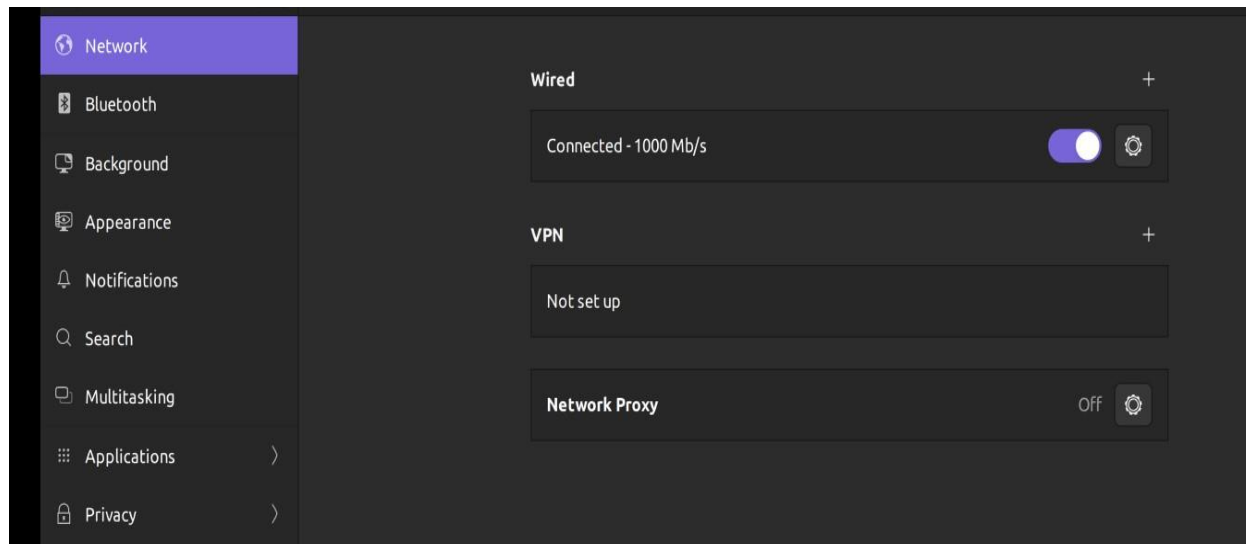 Network
Bluetooth
Background
Appearance
Notifications
Search
Multitasking
Applications
Privacy
Wired
Connected - 1000 Mb/s
VPN
Not set up
Network Proxy
Off